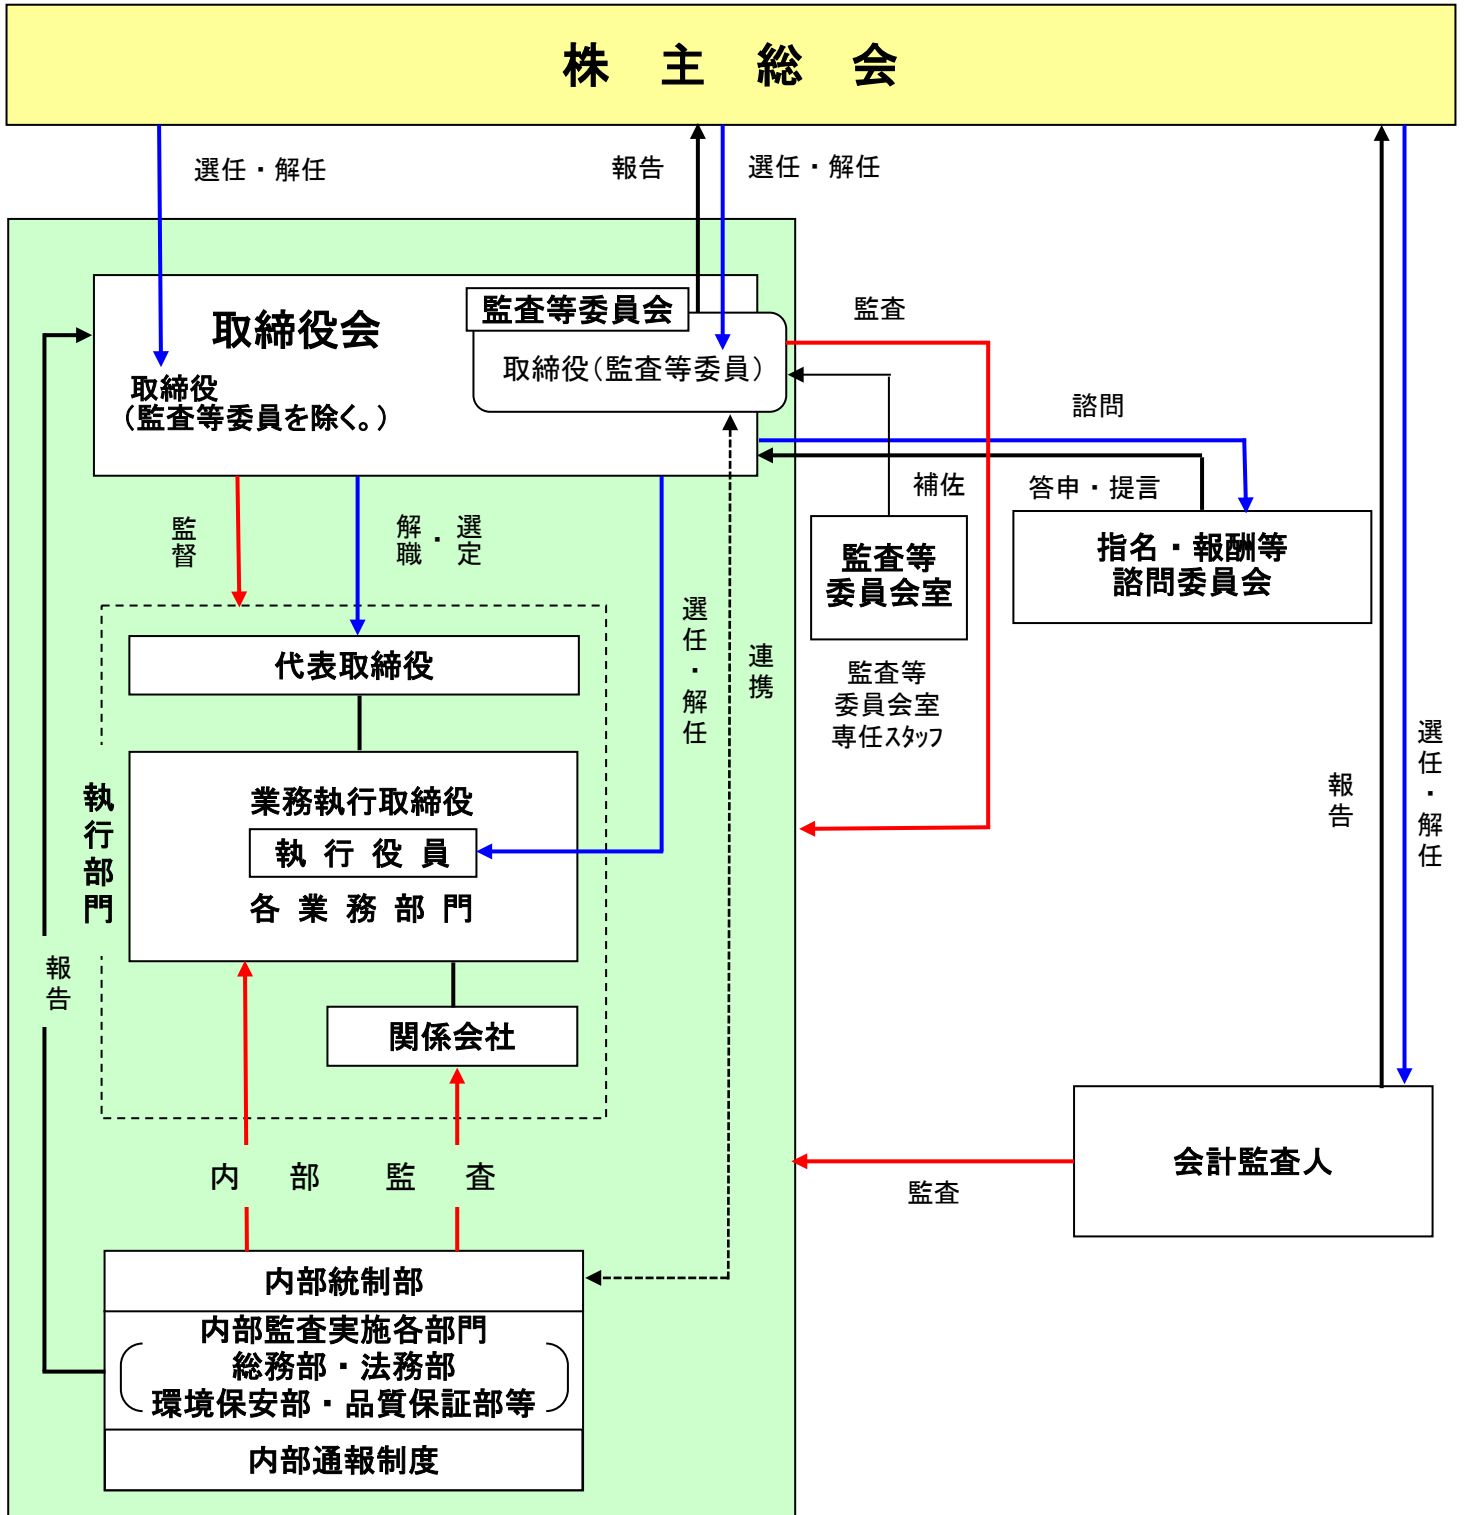 株 主 総 会
選任・解任
報告
選任・解任
取締役会
監査等委員会
取締役(監査等委員)
取締役
(監査等委員を除く。)
監査
諮問
補佐
答申・提言
監督
解職・選定
選任・解任
連携
監査等
委員会室
指名・報酬等
諮問委員会
監査等
委員会室
専任スタッフ
代表取締役
執行部門
業務執行取締役
執 行 役 員
各 業 務 部 門
報告
選任・解任
報告
関係会社
内 部 監 査
会計監査人
監査
内部統制部
内部監査実施各部門
総務部・法務部
環境保安部・品質保証部等
内部通報制度